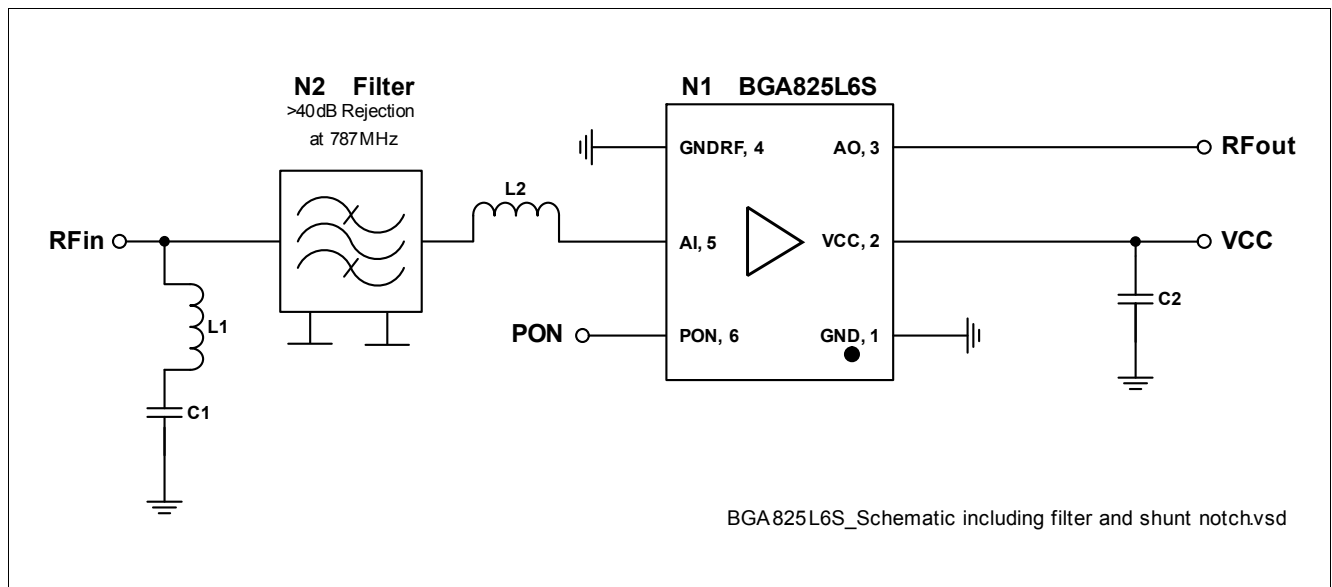 N2 Filter
>40dB Rejection
at 787MHz
N1 BGA825L6S
GNDRF, 4
AO, 3
RFout
L2
RFin
AI, 5
VCC, 2
VCC
C2
L1
PON
PON, 6
GND, 1
C1
BGA825L6S_Schematic including filter and shunt notch.vsd